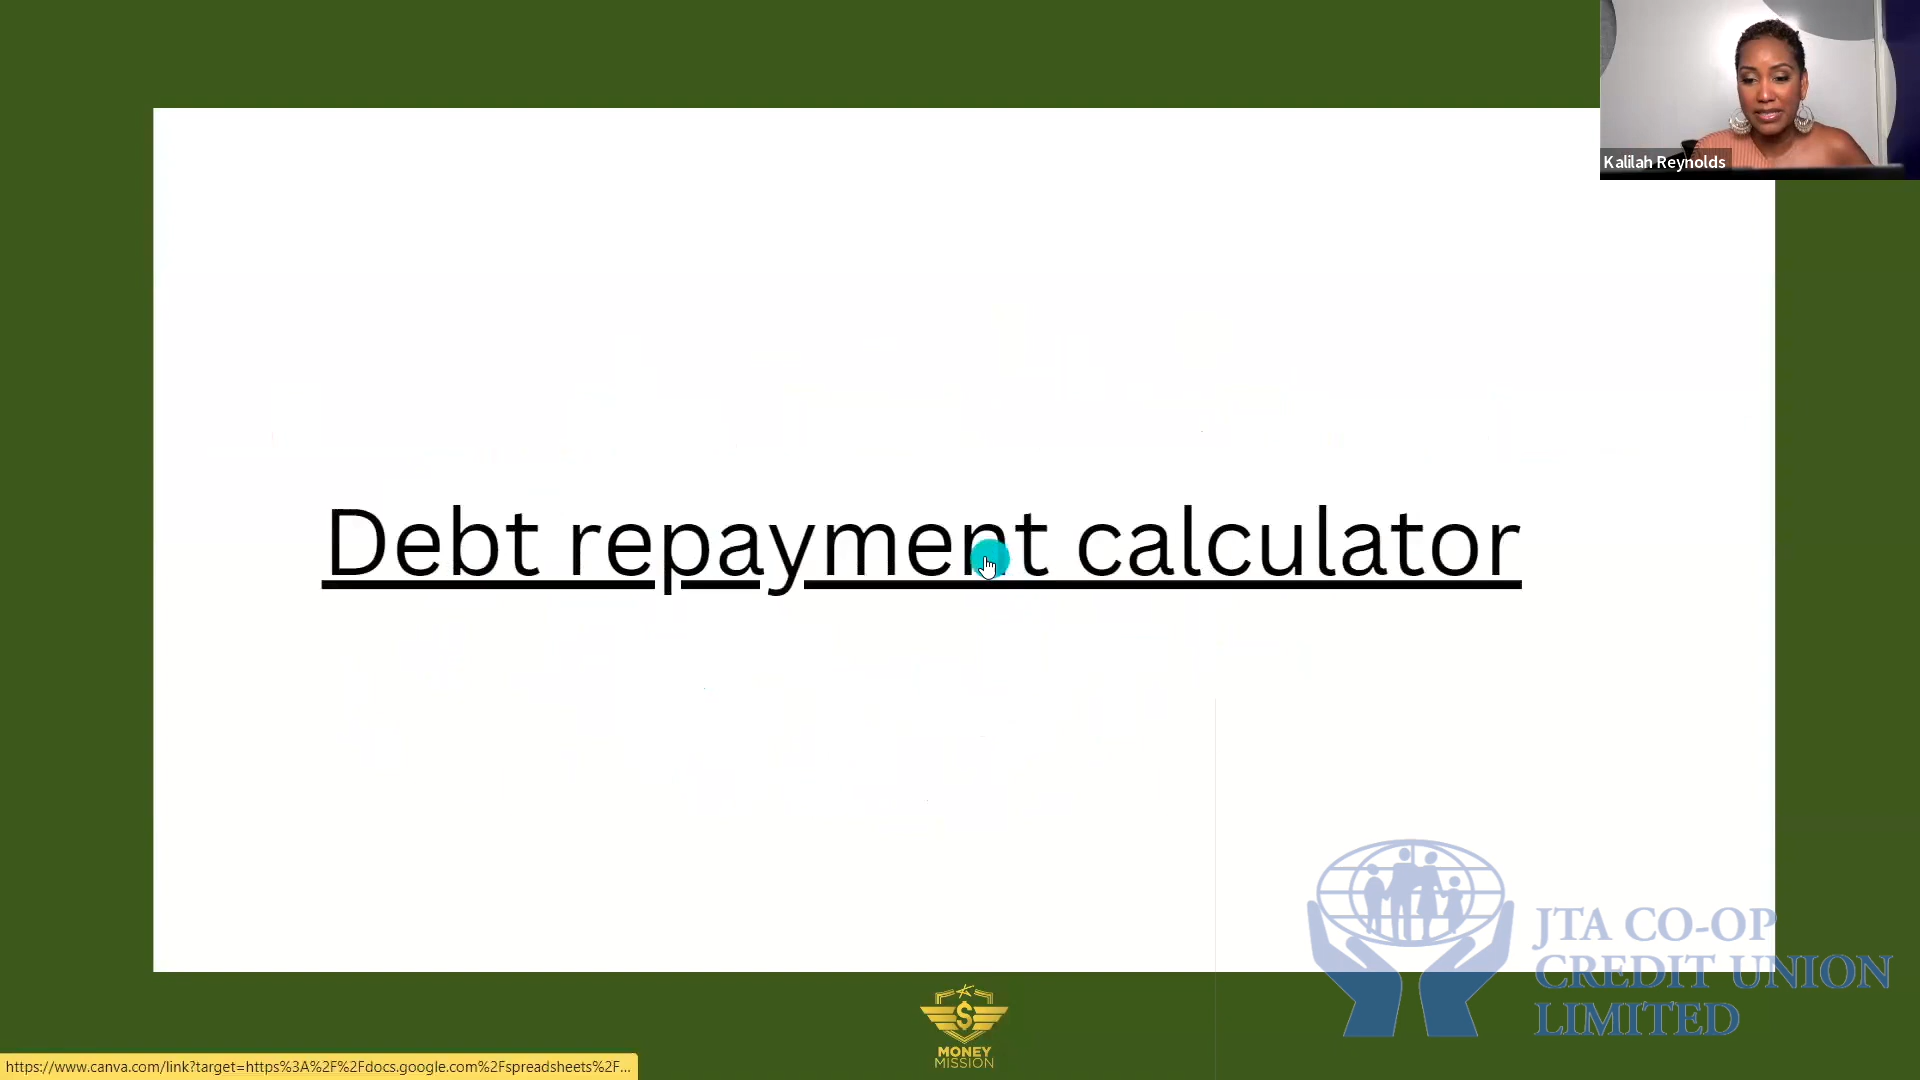 Kalilah Reynolds
Debt repayment calculator
JTA CO-OP
CREDIT UNION
LIMITED
$
MONEY
MISSION
https://www.canva.com/link?target=https%3A%2F%2Fdocs.google.com%2Fspreadsheets%2F...